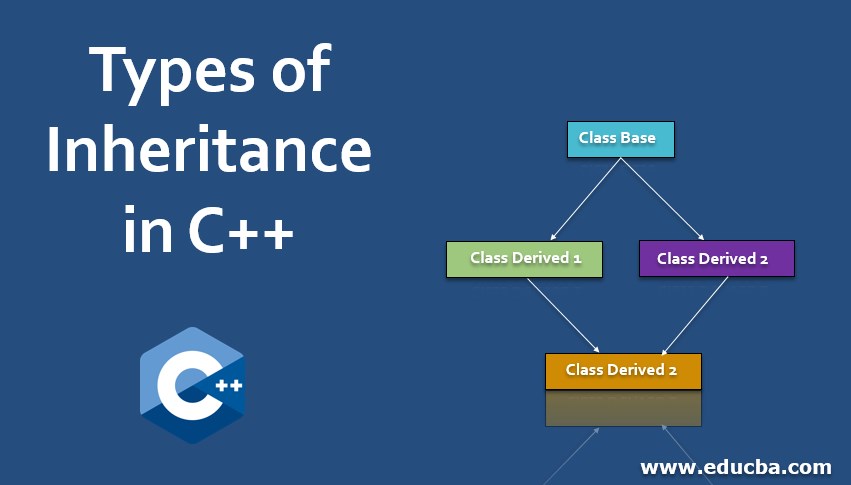 Types of
Inheritance
in C++
Class Base
Class Derived 1
Class Derived 2
Class Derived 2
C++
www.educba.com